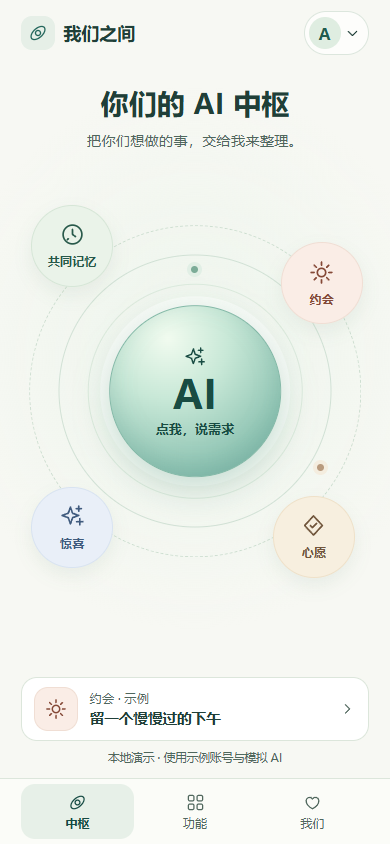 我们之间
A
你们的 AI 中枢
把你们想做的事，交给我来整理。
共同记忆
约会
AI
点我，说需求
惊喜
心愿
约会 · 示例
留一个慢慢过的下午
本地演示 · 使用示例账号与模拟 AI
中枢
功能
我们